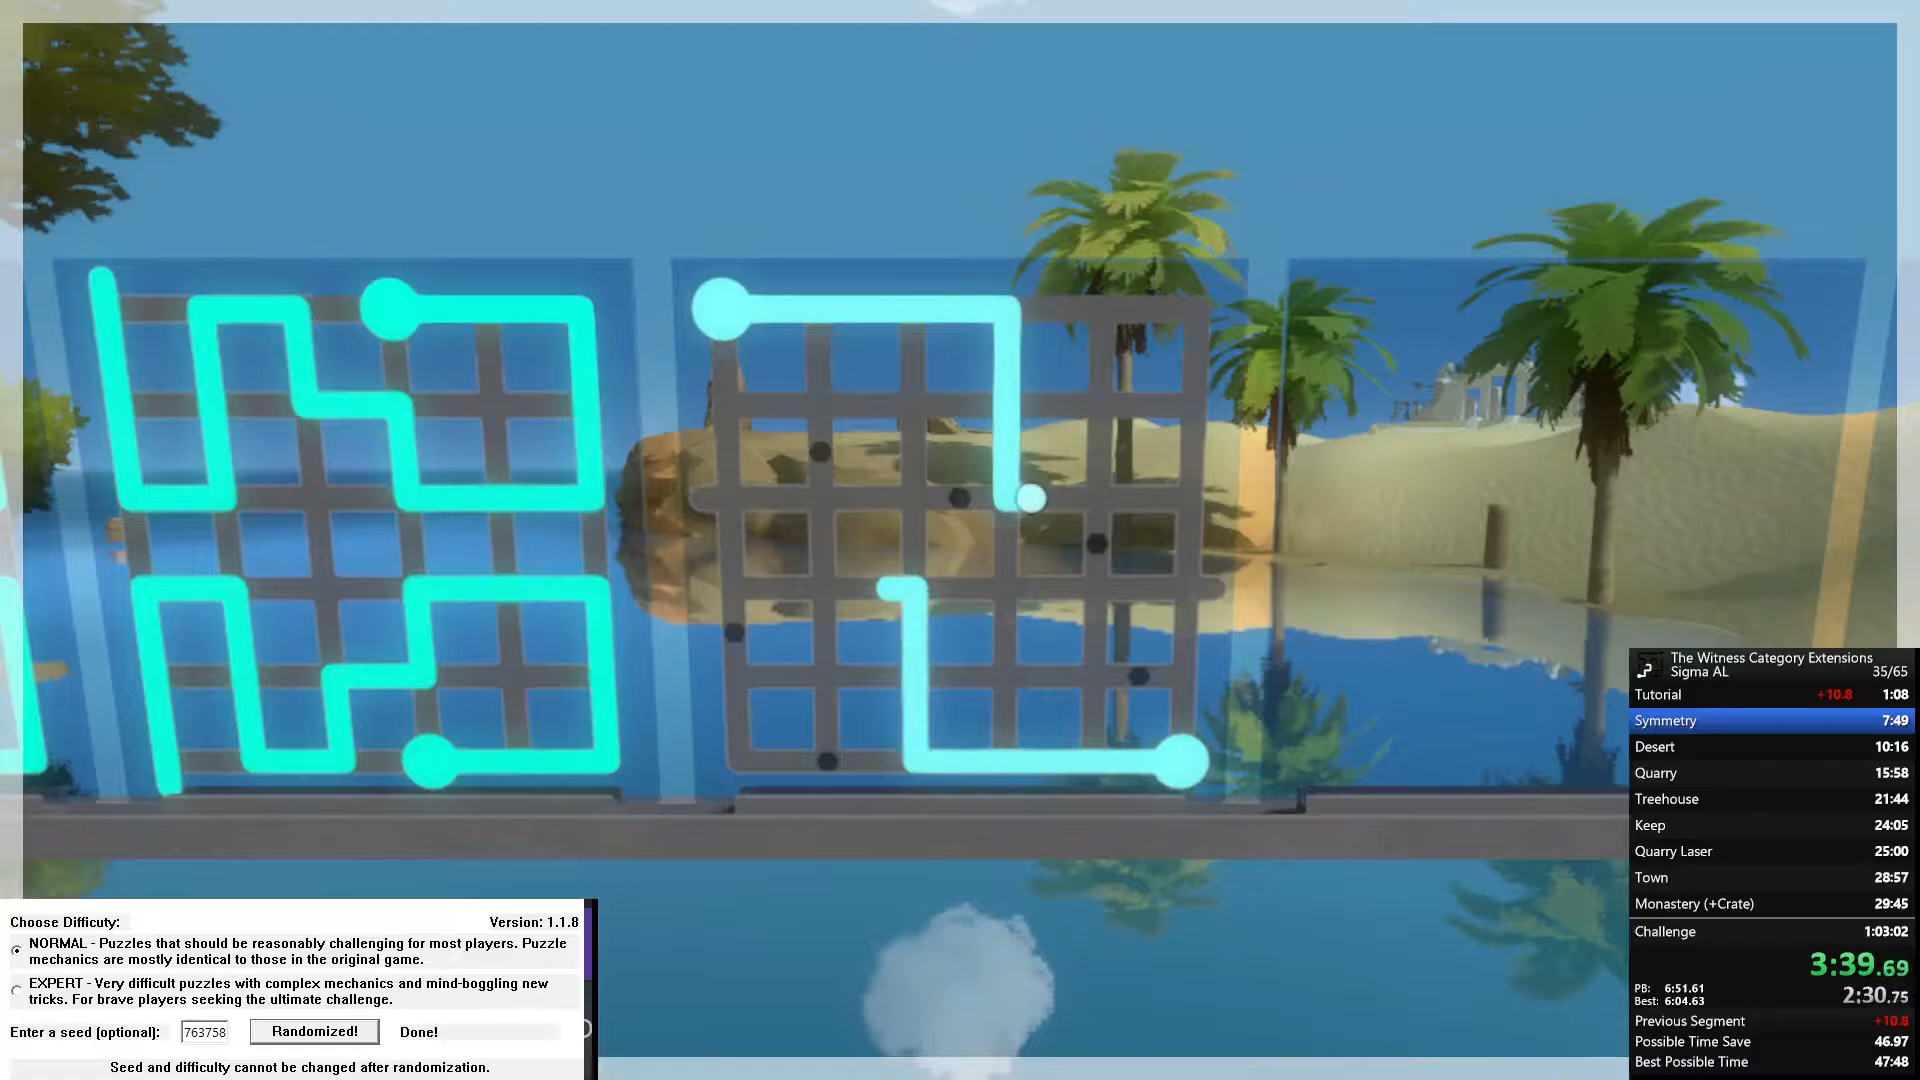 The Witness Category Extensions
Sigma AL 35/65
Tutorial +10.8 1:08
Symmetry 7:49
Desert 10:16
Quarry 15:58
Treehouse 21:44
Keep 24:05
Quarry Laser 25:00
Town 28:57
Monastery (+Crate) 29:45
Challenge 1:03:02
3:39.69
PB: 6:51.61
Best: 6:04.63
2:30.75
Previous Segment +10.8
Possible Time Save 46.97
Best Possible Time 47:48
Choose Difficuty: Version: 1.1.8
NORMAL - Puzzles that should be reasonably challenging for most players. Puzzle
mechanics are mostly identical to those in the original game.
EXPERT - Very difficult puzzles with complex mechanics and mind-boggling new
tricks. For brave players seeking the ultimate challenge.
Enter a seed (optional): 763758 Randomized! Done!
Seed and difficulty cannot be changed after randomization.